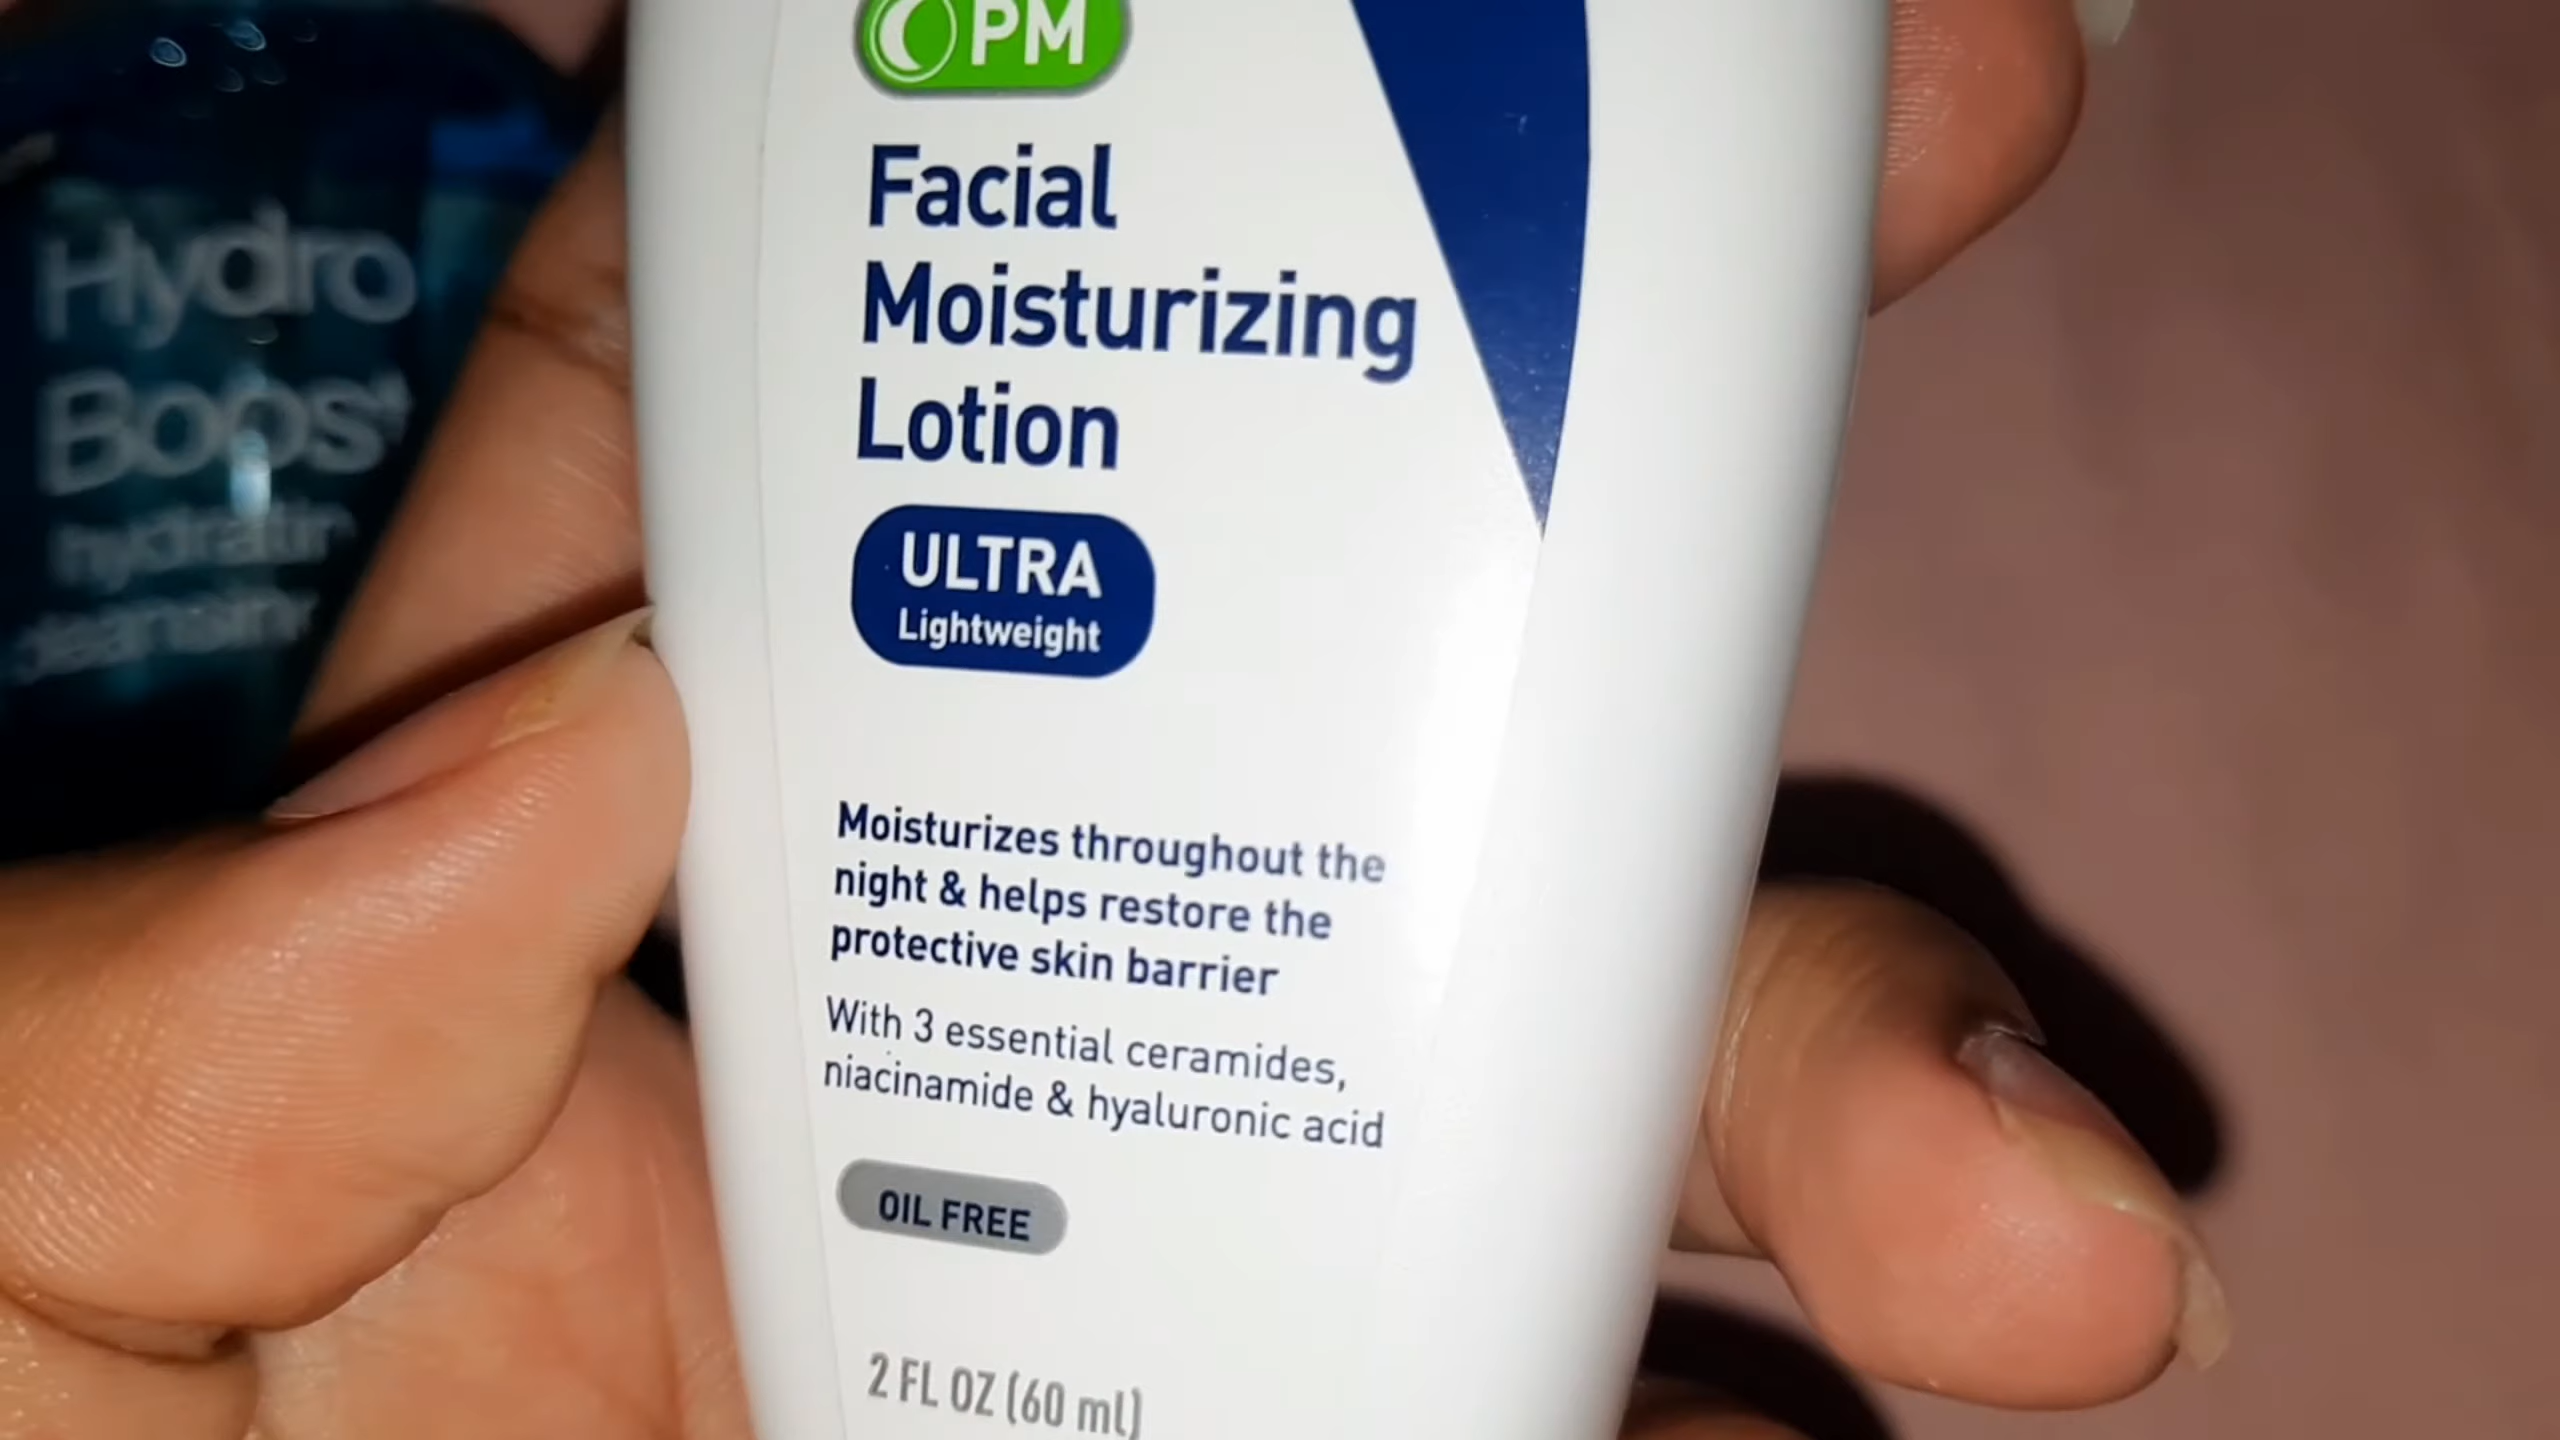 PM
Facial
Moisturizing
Lotion
ULTRA
Lightweight
Moisturizes throughout the
night & helps restore the
protective skin barrier
With 3 essential ceramides,
niacinamide & hyaluronic acid
OIL FREE
2 FL OZ (60 ml)
Hydro
Boost